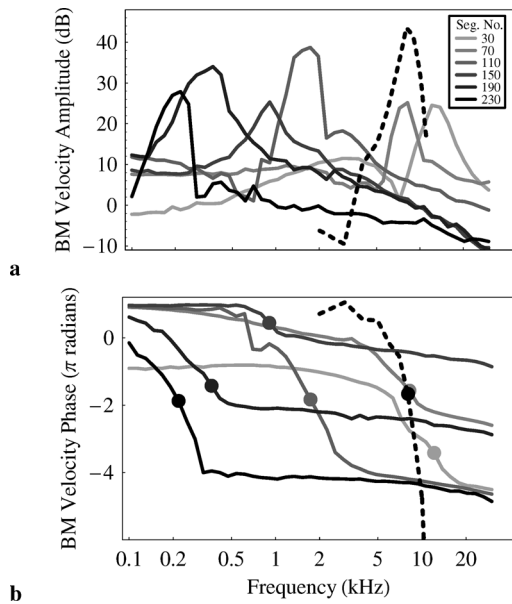 BM Velocity Amplitude (dB)
40
30
20
10
0
−10
Seg. No.
30
70
110
150
190
230
a
BM Velocity Phase (π radians)
0
−2
−4
0.1 0.2 0.5 1 2 5 10 20
Frequency (kHz)
b